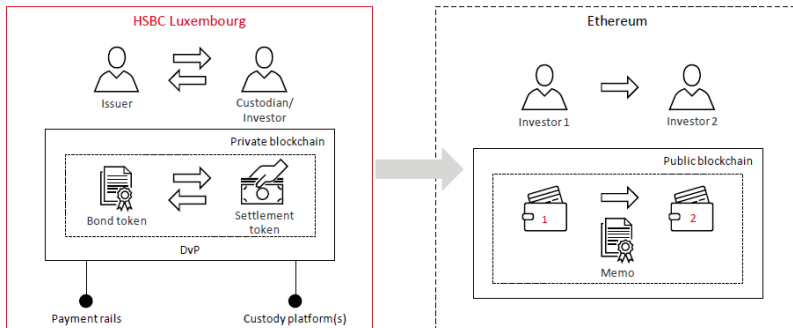 HSBC Luxembourg
Issuer
Custodian/
Investor
Private blockchain
Bond token
Settlement
token
DvP
Payment rails
Custody platform(s)
Ethereum
Investor 1
Investor 2
Public blockchain
1
2
Memo